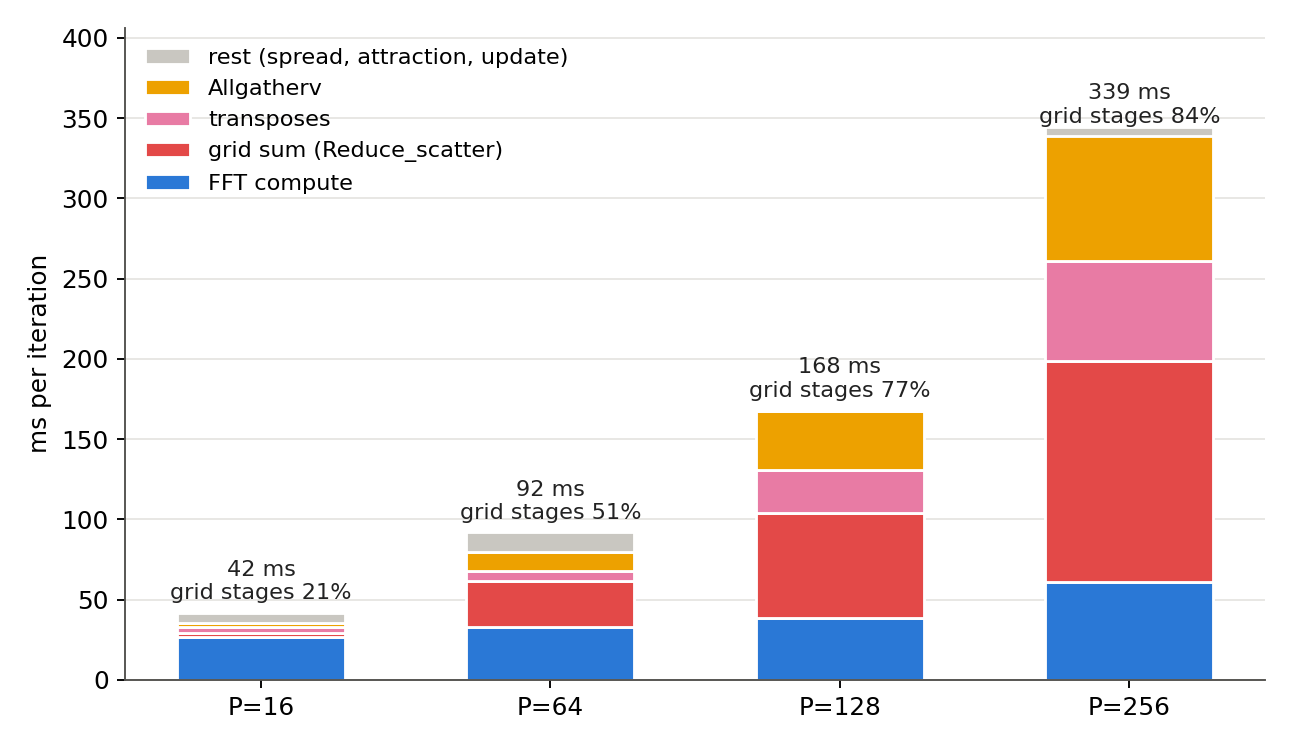 ms per iteration
400
350
300
250
200
150
100
50
0
rest (spread, attraction, update)
Allgatherv
transposes
grid sum (Reduce_scatter)
FFT compute
42 ms
grid stages 21%
92 ms
grid stages 51%
168 ms
grid stages 77%
339 ms
grid stages 84%
P=16
P=64
P=128
P=256